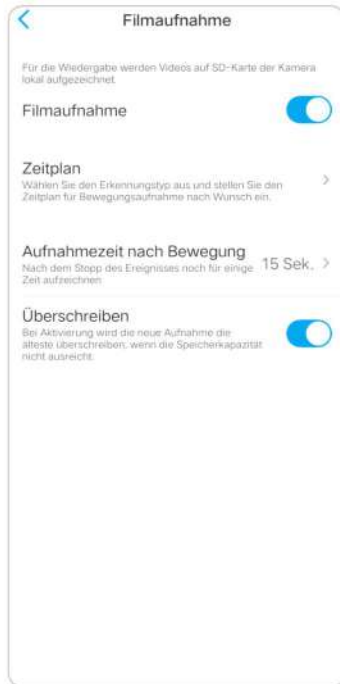 Filmaufnahme
Für die Wiedergabe werden Videos auf SD-Karte der Kamera
lokal aufgezeichnet
Filmaufnahme
Zeitplan
Wählen Sie den Erkennungstyp aus und stellen Sie den
Zeitplan für Bewegungsaufnahme nach Wunsch ein.
Aufnahmezeit nach Bewegung
15 Sek.
Nach dem Stopp des Ereignisses noch für einige
Zeit aufzeichnen
Überschreiben
Bei Aktivierung wird die neue Aufnahme die
älteste überschreiben, wenn die Speicherkapazität
nicht ausreicht.